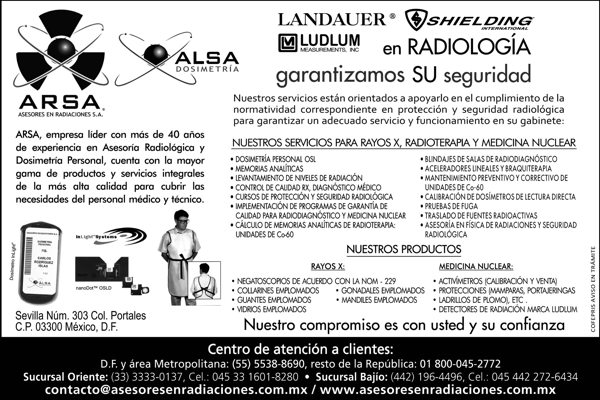 ARSA®
ASESORES EN RADIACIONES S.A.
ALSA
DOSIMETRÍA
LANDAUER®
SHIELDING
INTERNATIONAL
LUDLUM
MEASUREMENTS, INC
en RADIOLOGÍA
garantizamos SU seguridad
Nuestros servicios están orientados a apoyarlo en el cumplimiento de la
normatividad correspondiente en protección y seguridad radiológica
para garantizar un adecuado servicio y funcionamiento en su gabinete:
ARSA, empresa líder con más de 40 años
de experiencia en Asesoría Radiológica y
Dosimetría Personal, cuenta con la mayor
gama de productos y servicios integrales
de la más alta calidad para cubrir las
necesidades del personal médico y técnico.
NUESTROS SERVICIOS PARA RAYOS X, RADIOTERAPIA Y MEDICINA NUCLEAR
• DOSIMETRÍA PERSONAL OSL
• MEMORIAS ANALÍTICAS
• LEVANTAMIENTO DE NIVELES DE RADIACIÓN
• CONTROL DE CALIDAD RX, DIAGNÓSTICO MÉDICO
• CURSOS DE PROTECCIÓN Y SEGURIDAD RADIOLÓGICA
• IMPLEMENTACIÓN DE PROGRAMAS DE GARANTÍA DE
CALIDAD PARA RADIODIAGNÓSTICO Y MEDICINA NUCLEAR
• CÁLCULO DE MEMORIAS ANALÍTICAS DE RADIOTERAPIA:
UNIDADES DE Co60
• BLINDAJES DE SALAS DE RADIODIAGNÓSTICO
• ACELERADORES LINEALES Y BRAQUITERAPIA
• MANTENIMIENTO PREVENTIVO Y CORRECTIVO DE
UNIDADES DE Co-60
• CALIBRACIÓN DE DOSÍMETROS DE LECTURA DIRECTA
• PRUEBAS DE FUGA
• TRASLADO DE FUENTES RADIOACTIVAS
• ASESORÍA EN FÍSICA DE RADIACIONES Y SEGURIDAD
RADIOLÓGICA
NUESTROS PRODUCTOS
RAYOS X:
• NEGATOSCOPIOS DE ACUERDO CON LA NOM - 229
• COLLARINES EMPLOMADOS • GONADALES EMPLOMADOS
• GUANTES EMPLOMADOS • MANDILES EMPLOMADOS
• VIDRIOS EMPLOMADOS
MEDICINA NUCLEAR:
• ACTIVÍMETROS (CALIBRACIÓN Y VENTA)
• PROTECCIONES (MAMPARAS, PORTAJERINGAS
• LADRILLOS DE PLOMO), ETC .
• DETECTORES DE RADIACIÓN MARCA LUDLUM
Dosímetro InLight®
CARLOS
RODRIGUEZ
ISLAS
ALSA
InLight® Systems
nanoDot™ OSLD
Sevilla Núm. 303 Col. Portales
C.P. 03300 México, D.F.
Nuestro compromiso es con usted y su confianza
COFEPRIS AVISO EN TRÁMITE
Centro de atención a clientes:
D.F. y área Metropolitana: (55) 5538-8690, resto de la República: 01 800-045-2772
Sucursal Oriente: (33) 3333-0137, Cel.: 045 33 1601-8280 • Sucursal Bajío: (442) 196-4496, Cel.: 045 442 272-6434
contacto@asesoresenradiaciones.com.mx / www.asesoresenradiaciones.com.mx